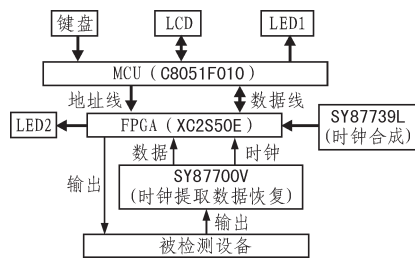 键盘
LCD
LED1
MCU(C8051F010)
地址线
数据线
LED2
FPGA(XC2S50E)
SY87739L
(时钟合成)
数据
时钟
输出
SY87700V
(时钟提取数据恢复)
输出
被检测设备